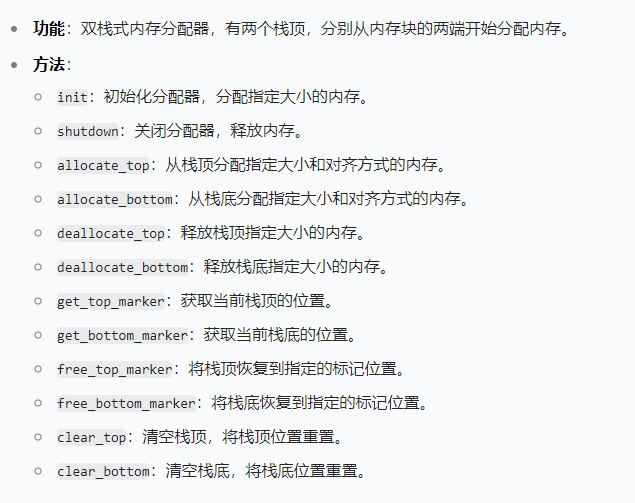 功能：双栈式内存分配器，有两个栈顶，分别从内存块的两端开始分配内存。
方法：
init：初始化分配器，分配指定大小的内存。
shutdown：关闭分配器，释放内存。
allocate_top：从栈顶分配指定大小和对齐方式的内存。
allocate_bottom：从栈底分配指定大小和对齐方式的内存。
deallocate_top：释放栈顶指定大小的内存。
deallocate_bottom：释放栈底指定大小的内存。
get_top_marker：获取当前栈顶的位置。
get_bottom_marker：获取当前栈底的位置。
free_top_marker：将栈顶恢复到指定的标记位置。
free_bottom_marker：将栈底恢复到指定的标记位置。
clear_top：清空栈顶，将栈顶位置重置。
clear_bottom：清空栈底，将栈底位置重置。